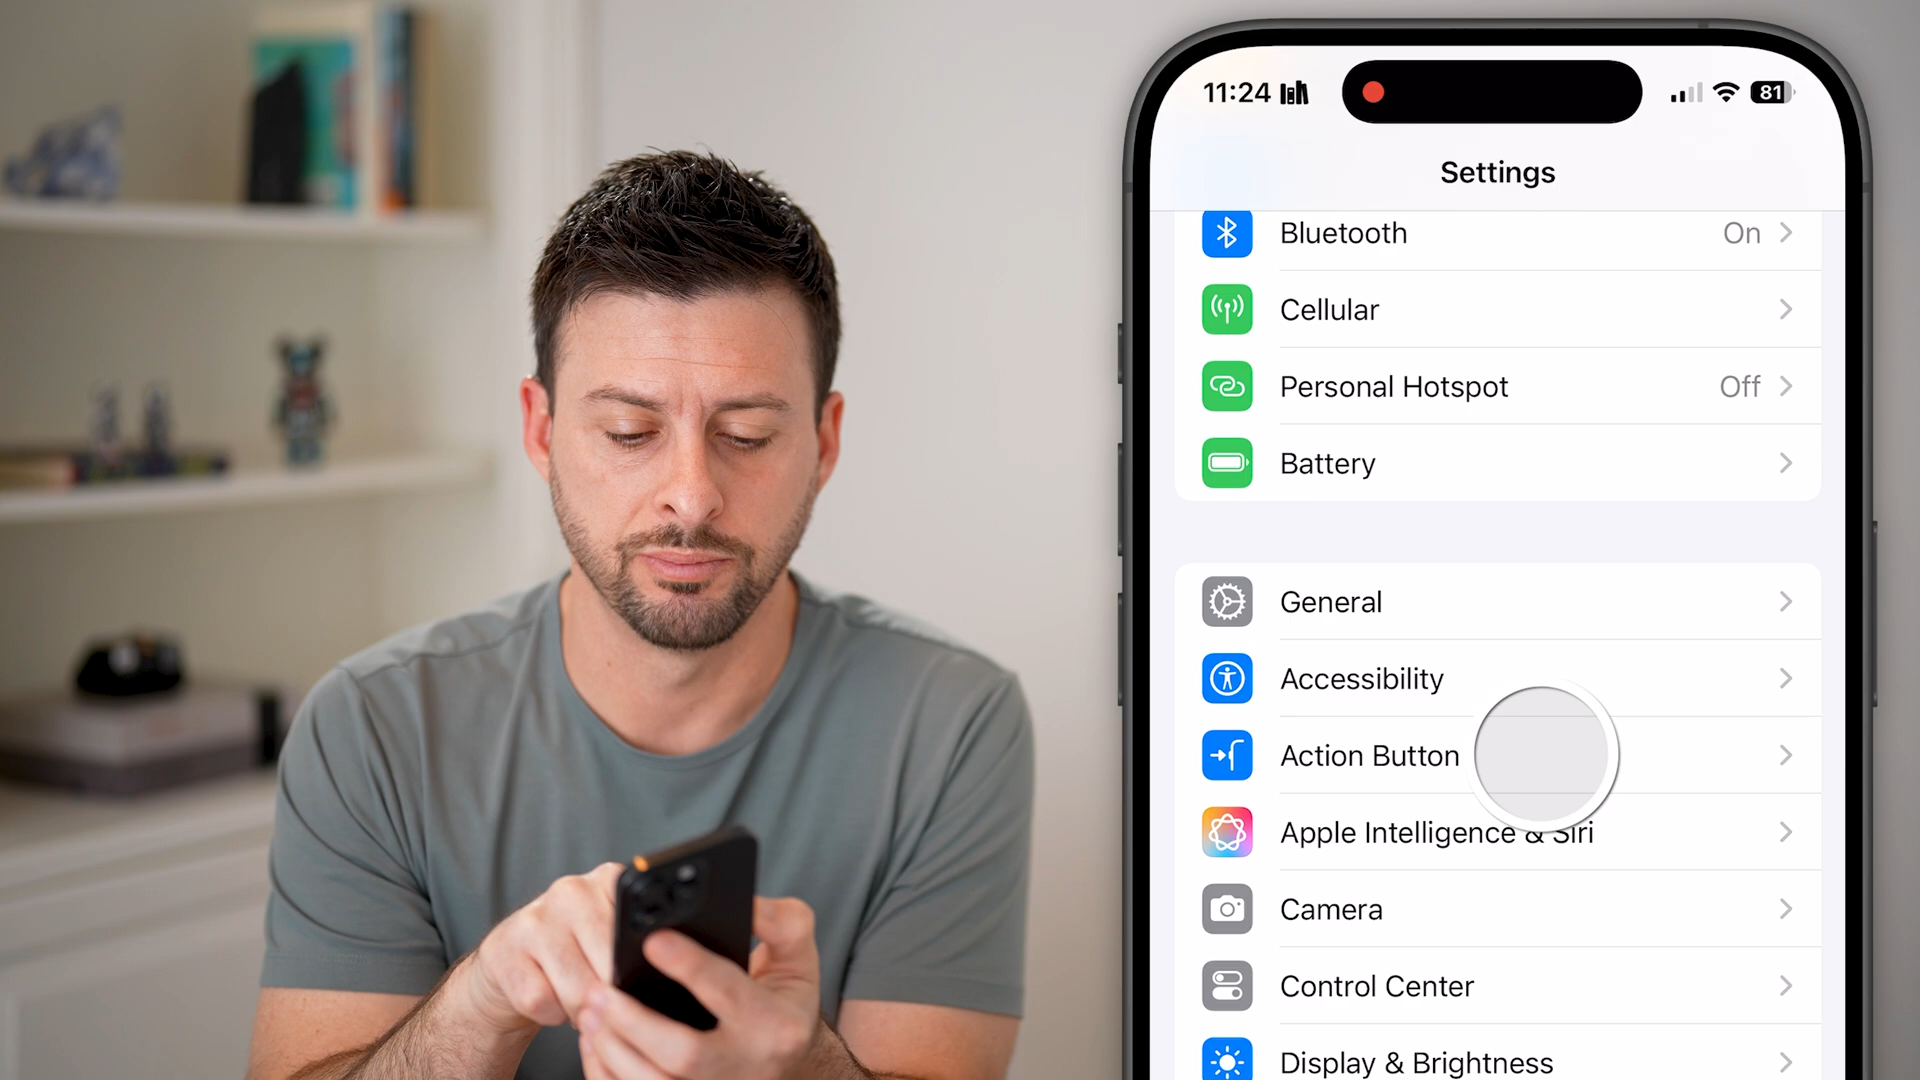 11:24
81
Settings
Bluetooth On
Cellular
Personal Hotspot Off
Battery
General
Accessibility
Action Button
Apple Intelligence & Siri
Camera
Control Center
Display & Brightness